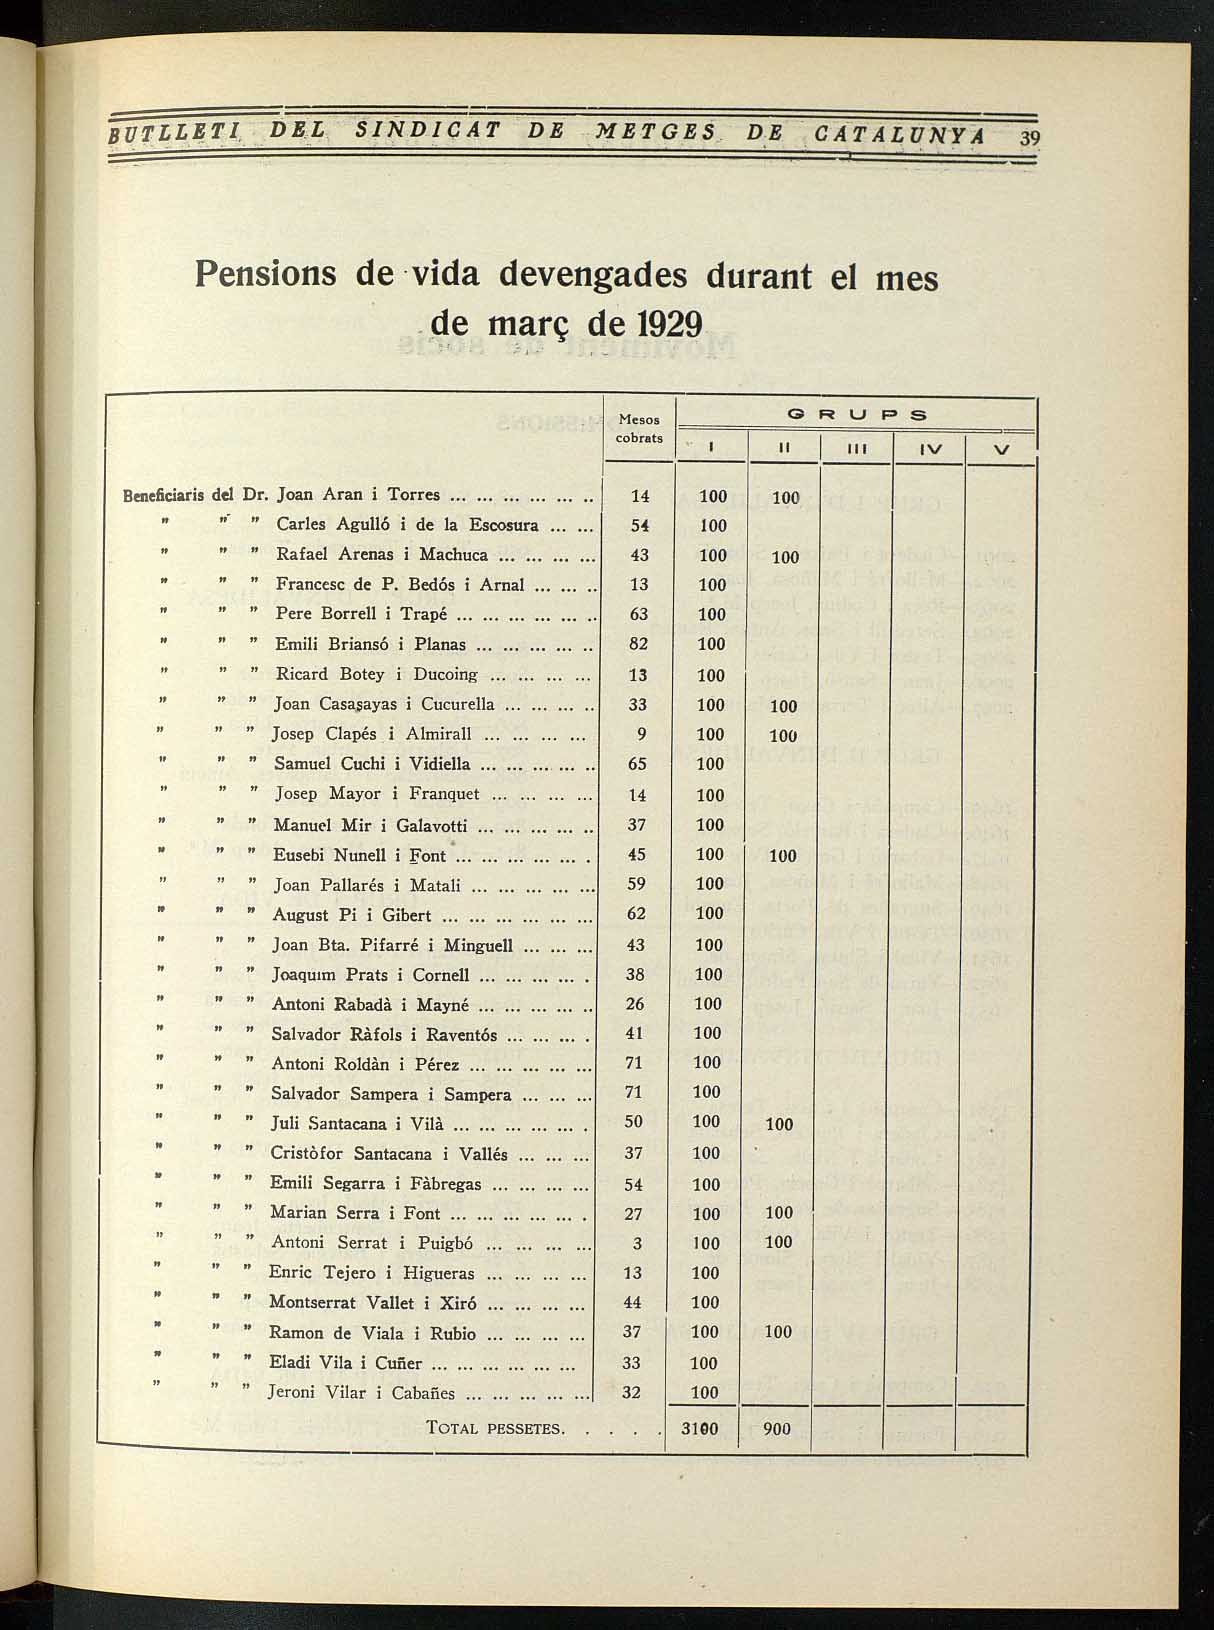 BUTLLETI DEL SINDICAT DE METGES DE CATALUNYA 39
Pensions de vida devengades durant el mes
de març de 1929
Mesos cobrats GRUPS
I II III IV V
Beneficiaris del Dr. Joan Aran i Torres ... ... ... ... ... .. 14 100 100
" " " Carles Agulló i de la Escosura ... ... 54 100
" " " Rafael Arenas i Machuca ... ... ... ... 43 100 100
" " " Francesc de P. Bedós i Arnal ... ... .. 13 100
" " " Pere Borrell i Trapé ... ... ... ... ... .. 63 100
" " " Emili Briansó i Planas ... ... ... ... .. 82 100
" " " Ricard Botey i Ducoing ... ... ... ... 13 100
" " " Joan Casasayas i Cucurella ... ... ... .. 33 100 100
" " " Josep Clapés i Almirall ... ... ... ... 9 100 100
" " " Samuel Cuchi i Vidiella ... ... ... ... .. 65 100
" " " Josep Mayor i Franquet ... ... ... ... 14 100
" " " Manuel Mir i Galavotti ... ... ... ... .. 37 100
" " " Eusebi Nunell i Font ... ... ... ... ... . 45 100 100
" " " Joan Pallarés i Matali ... ... ... ... ... 59 100
" " " August Pi i Gibert ... ... ... ... ... ... 62 100
" " " Joan Bta. Pifarré i Minguell ... ... ... 43 100
" " " Joaquim Prats i Cornell ... ... ... ... . 38 100
" " " Antoni Rabadà i Mayné ... ... ... ... .. 26 100
" " " Salvador Ràfols i Raventós ... ... ... . 41 100
" " " Antoni Roldàn i Pérez ... ... ... ... ... 71 100
" " " Salvador Sampera i Sampera ... ... ... 71 100
" " " Juli Santacana i Vilà ... ... ... ... ... . 50 100 100
" " " Cristòfor Santacana i Vallés ... ... ... 37 100
" " " Emili Segarra i Fàbregas ... ... ... ... 54 100
" " " Marian Serra i Font ... ... ... ... ... . 27 100 100
" " " Antoni Serrat i Puigbó ... ... ... ... 3 100 100
" " " Enric Tejero i Higueras ... ... ... ... 13 100
" " " Montserrat Vallet i Xiró ... ... ... ... 44 100
" " " Ramon de Viala i Rubio ... ... ... ... 37 100 100
" " " Eladi Vila i Cuñer ... ... ... ... ... ... 33 100
" " " Jeroni Vilar i Cabañes ... ... ... ... ... 32 100
TOTAL PESSETES. . . . . 3100 900